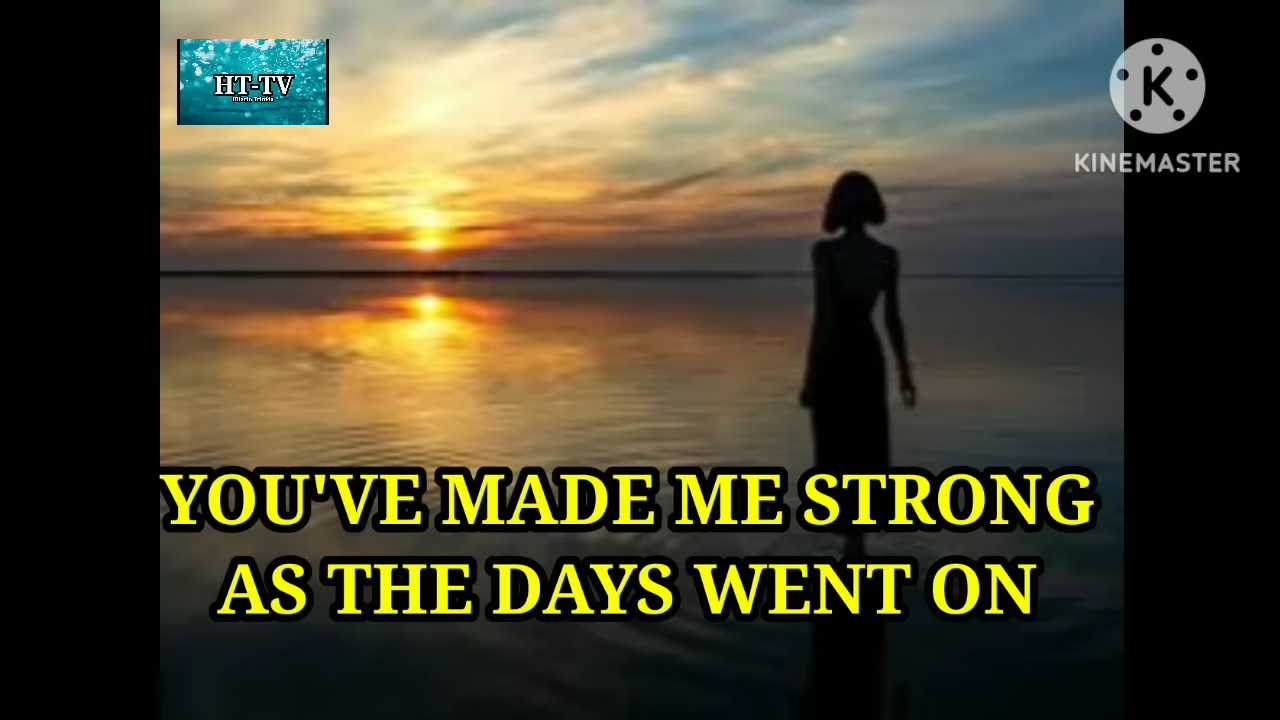 HT-TV
K
KINEMASTER
YOU'VE MADE ME STRONG
AS THE DAYS WENT ON